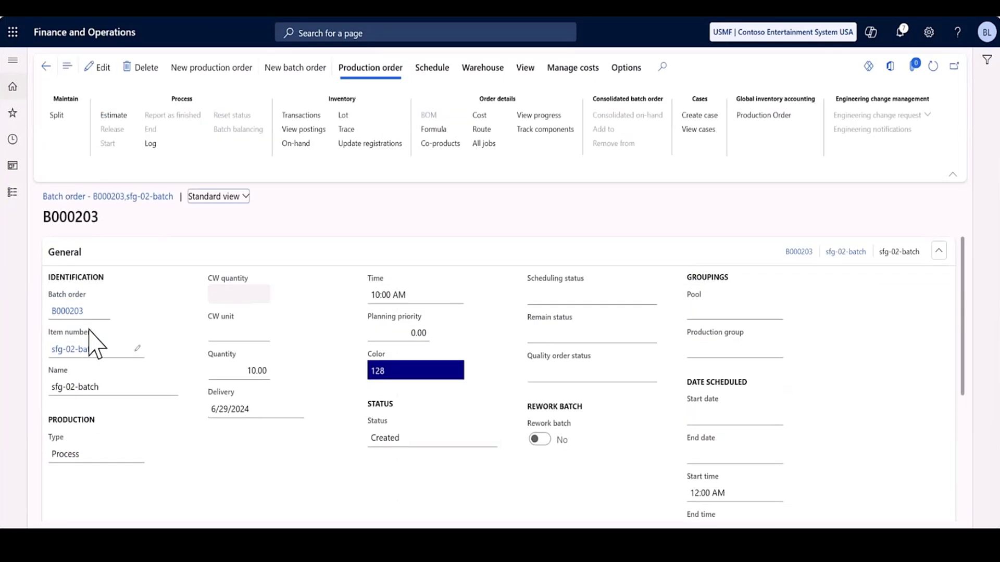 Finance and Operations
Search for a page
USMF | Contoso Entertainment System USA
7
BL
Edit
Delete
New production order
New batch order
Production order
Schedule
Warehouse
View
Manage costs
Options
0
Maintain
Split
Process
Estimate
Report as finished
Reset status
Release
End
Batch balancing
Start
Log
Inventory
Transactions
Lot
View postings
Trace
On-hand
Update registrations
Order details
BOM
Cost
View progress
Formula
Route
Track components
Co-products
All jobs
Consolidated batch order
Consolidated on-hand
Add to
Remove from
Cases
Create case
View cases
Global inventory accounting
Production Order
Engineering change management
Engineering change request
Engineering notifications
Batch order - B000203,sfg-02-batch | Standard view
B000203
General
B000203
sfg-02-batch
sfg-02-batch
IDENTIFICATION
Batch order
B000203
Item number
sfg-02-ba
Name
sfg-02-batch
PRODUCTION
Type
Process
CW quantity
CW unit
Quantity
10.00
Delivery
6/29/2024
Time
10:00 AM
Planning priority
0.00
Color
128
STATUS
Status
Created
Scheduling status
Remain status
Quality order status
REWORK BATCH
Rework batch
No
GROUPINGS
Pool
Production group
DATE SCHEDULED
Start date
End date
Start time
12:00 AM
End time